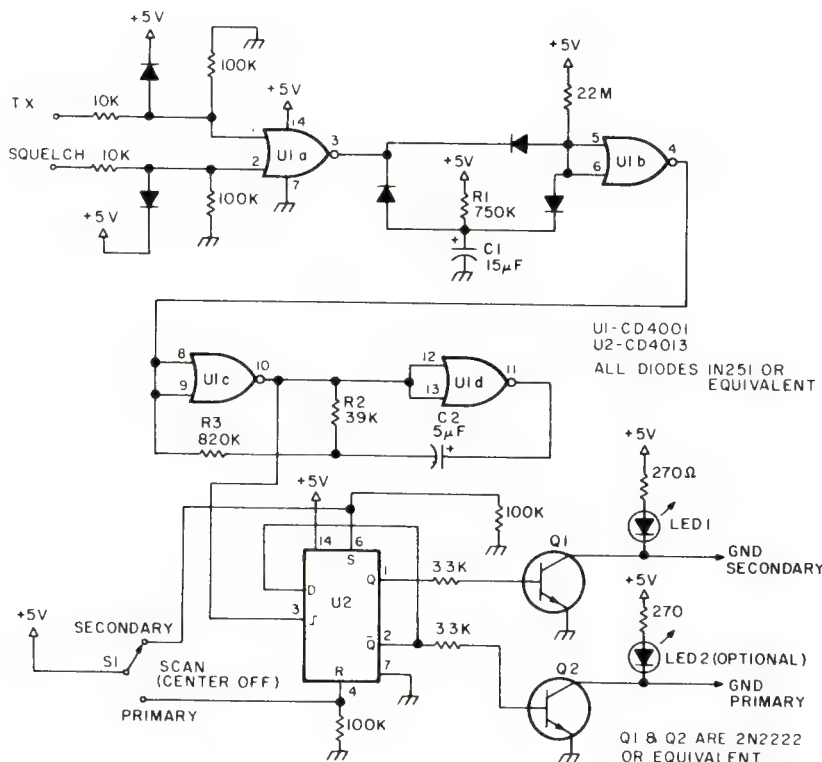 +5V
100K
+5V
TX
10K
1
14
3
U1a
SQUELCH
10K
2
7
100K
+5V
+5V
R1
750K
+
C1
15µF
+5V
22M
5
6
4
U1b
U1-CD4001
U2-CD4013
ALL DIODES IN251 OR
EQUIVALENT
8
9
10
U1c
12
13
11
U1d
R2
39K
C2
5µF
+
R3
820K
+5V
100K
14
6
S
D
Q
1
33K
3
U2
Q̅
2
33K
R
7
4
100K
+5V
SECONDARY
S1
SCAN
(CENTER OFF)
PRIMARY
Q1
+5V
270Ω
LED1
GND
SECONDARY
Q2
+5V
270
LED2 (OPTIONAL)
GND
PRIMARY
Q1 & Q2 ARE 2N2222
OR EQUIVALENT